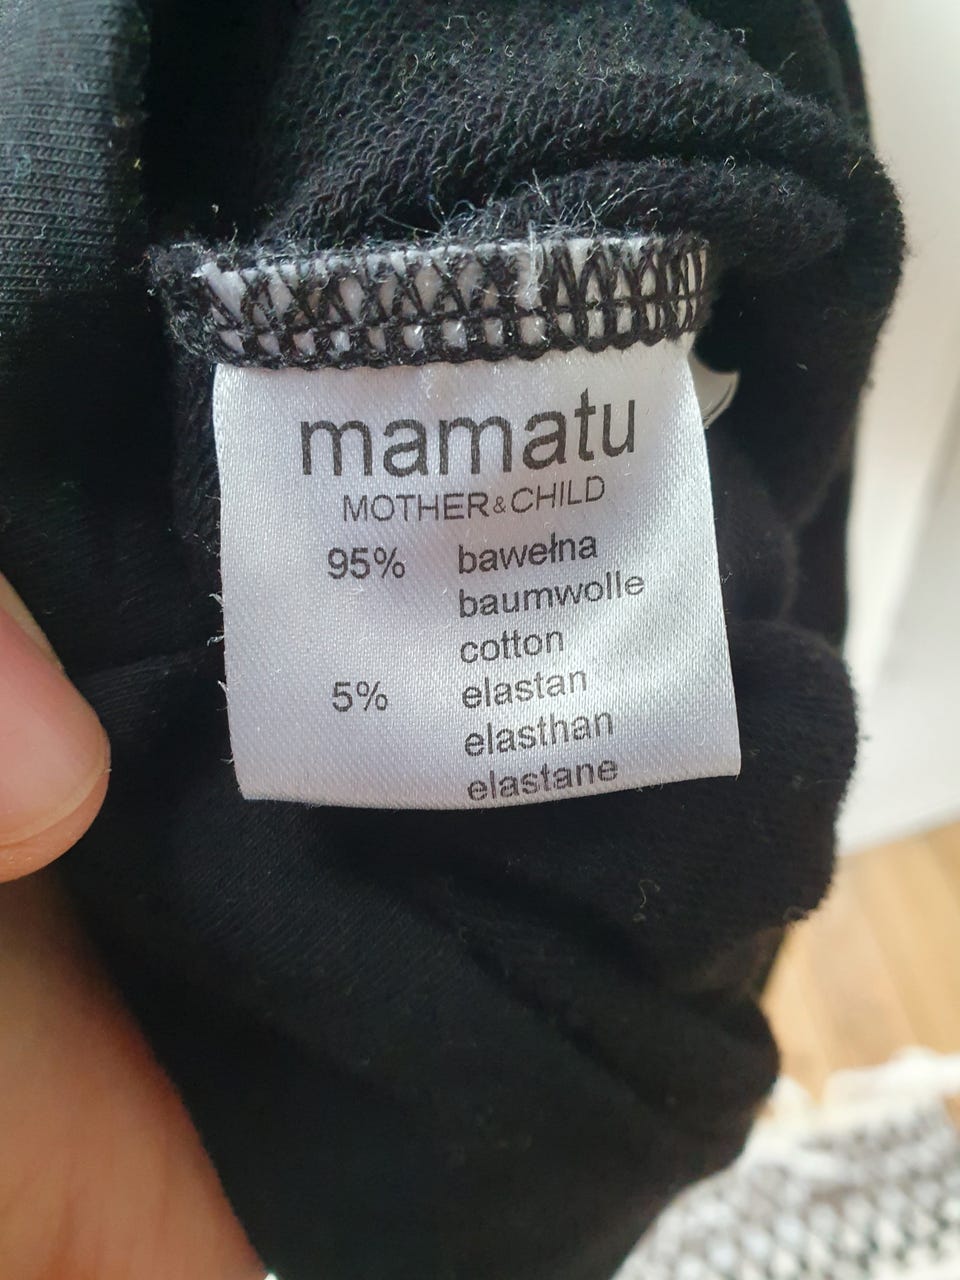 mamatu
MOTHER&CHILD
95% bawełna
baumwolle
cotton
5% elastan
elasthan
elastane